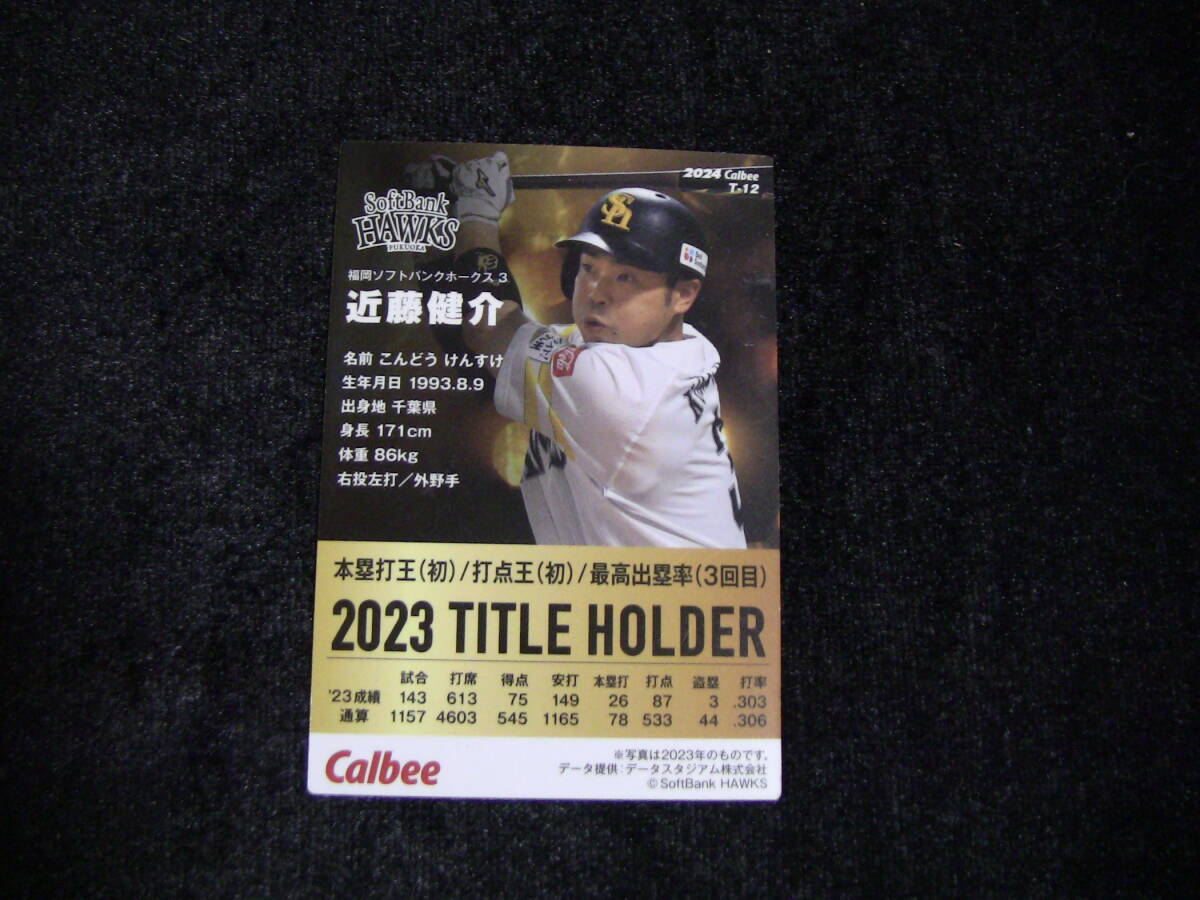 2024 Calbee
T-12
SoftBank
HAWKS
FUKUOKA
福岡ソフトバンクホークス 3
近藤健介
名前 こんどう けんすけ
生年月日 1993.8.9
出身地 千葉県
身長 171cm
体重 86kg
右投左打／外野手
本塁打王(初)/打点王(初)/最高出塁率(3回目)
2023 TITLE HOLDER
試合 打席 得点 安打 本塁打 打点 盗塁 打率
'23成績 143 613 75 149 26 87 3 .303
通算 1157 4603 545 1165 78 533 44 .306
Calbee
※写真は2023年のものです。
データ提供:データスタジアム株式会社
© SoftBank HAWKS